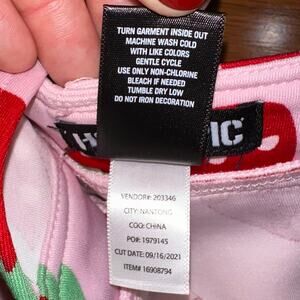 TURN GARMENT INSIDE OUT
MACHINE WASH COLD
WITH LIKE COLORS
GENTLE CYCLE
USE ONLY NON-CHLORINE
BLEACH IF NEEDED
TUMBLE DRY LOW
DO NOT IRON DECORATION
VENDOR#: 203346
CITY: NANTONG
COO: CHINA
PO#: 1979145
CUT DATE: 09/16/2021
ITEM# 16908794